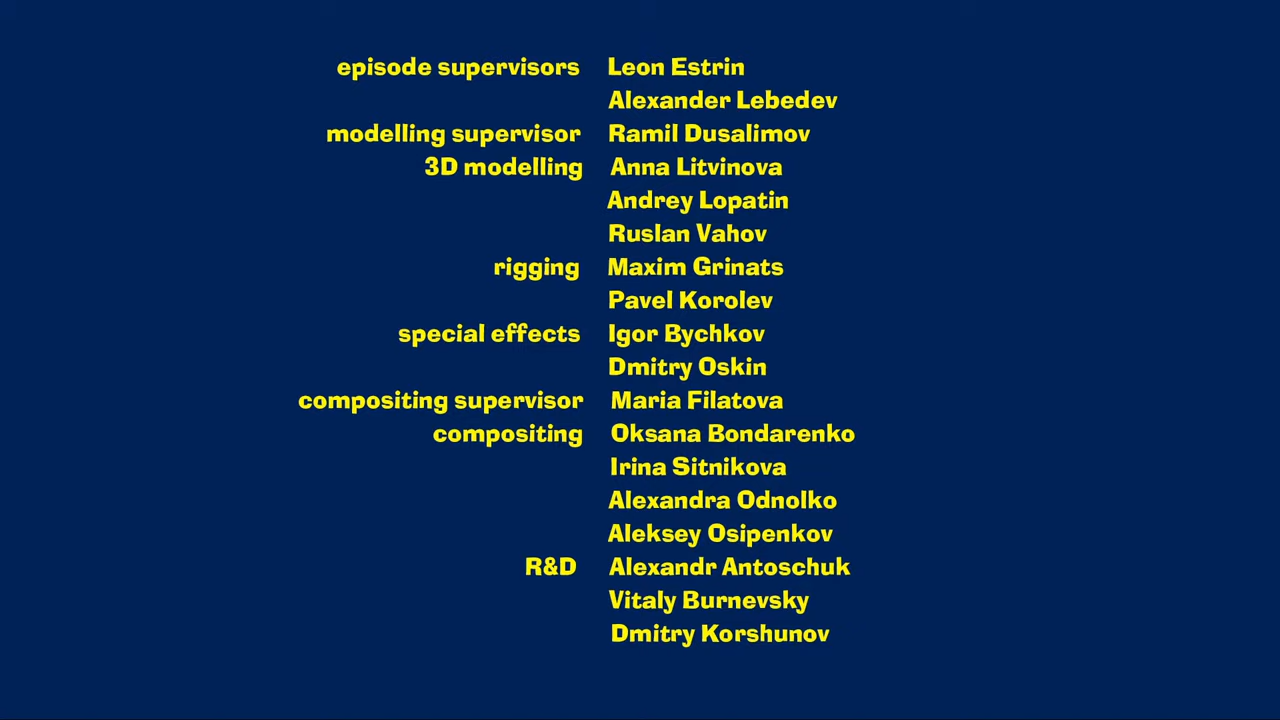 episode supervisors Leon Estrin
Alexander Lebedev
modelling supervisor Ramil Dusalimov
3D modelling Anna Litvinova
Andrey Lopatin
Ruslan Vahov
rigging Maxim Grinats
Pavel Korolev
special effects Igor Bychkov
Dmitry Oskin
compositing supervisor Maria Filatova
compositing Oksana Bondarenko
Irina Sitnikova
Alexandra Odnolko
Aleksey Osipenkov
R&D Alexandr Antoschuk
Vitaly Burnevsky
Dmitry Korshunov